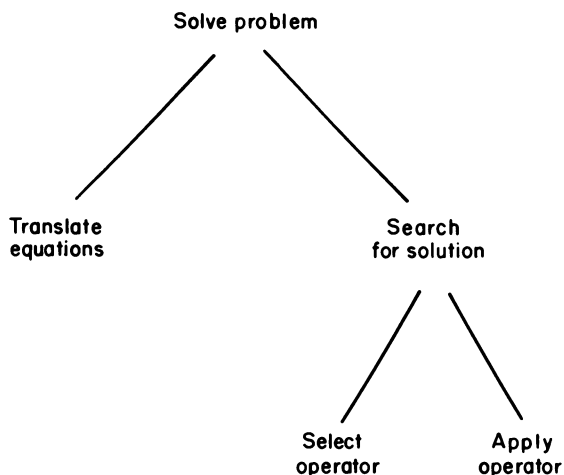 Solve problem
Translate
equations
Search
for solution
Select
operator
Apply
operator